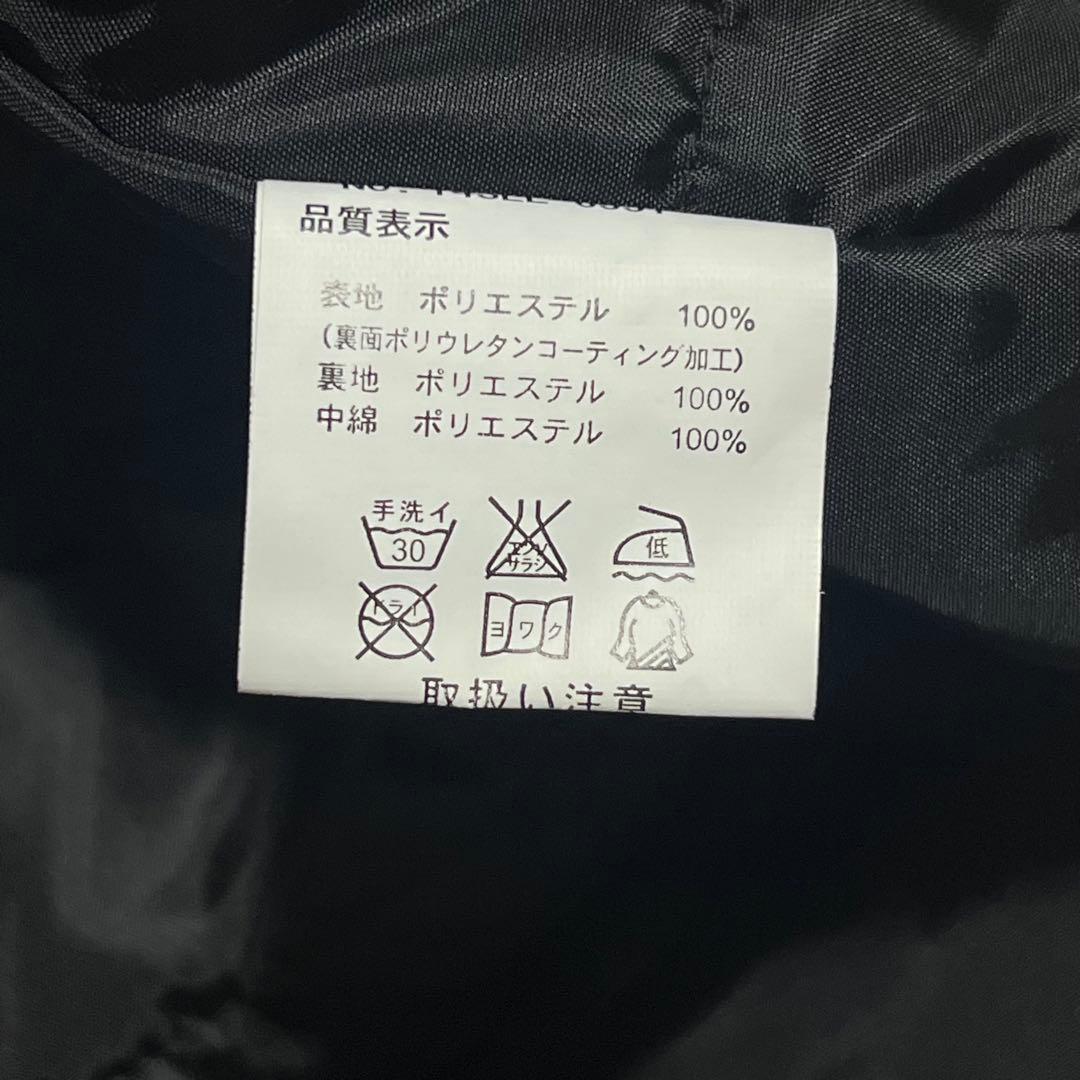 品質表示
表地 ポリエステル 100%
(裏面ポリウレタンコーティング加工)
裏地 ポリエステル 100%
中綿 ポリエステル 100%
手洗イ
30
エンソ
サラシ
低
ドライ
ヨワク
取扱い注意